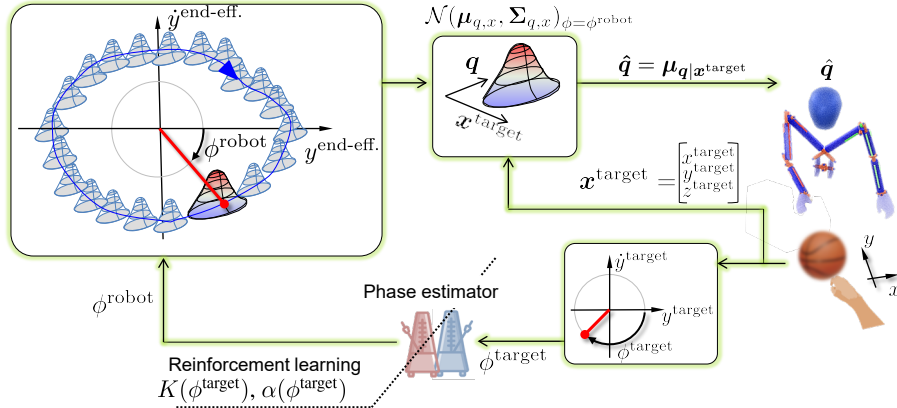 ẏ^end-eff.
y^end-eff.
ϕ^robot
𝒩(μ_q,x, Σ_q,x)_ϕ=ϕ^robot
q
x^target
q̂ = μ_q|x^target
q̂
x^target = [x^target
y^target
z^target]
y
x
ẏ^target
y^target
ϕ^target
ϕ^target
Phase estimator
ϕ^robot
Reinforcement learning
K(ϕ^target), α(ϕ^target)